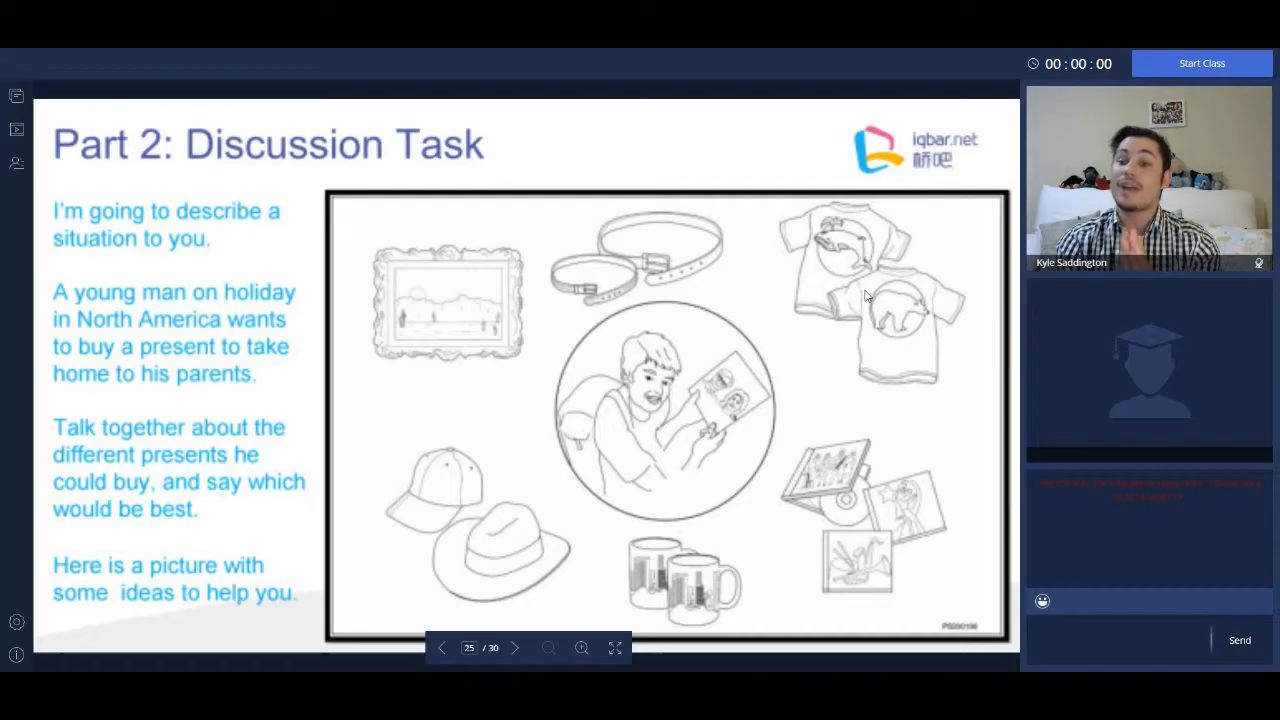 00:00:00
Start Class
Part 2: Discussion Task
iqbar.net
桥吧
I'm going to describe a
situation to you.
A young man on holiday
in North America wants
to buy a present to take
home to his parents.
Talk together about the
different presents he
could buy, and say which
would be best.
Here is a picture with
some ideas to help you.
Kyle Saddington
25 / 30
Send